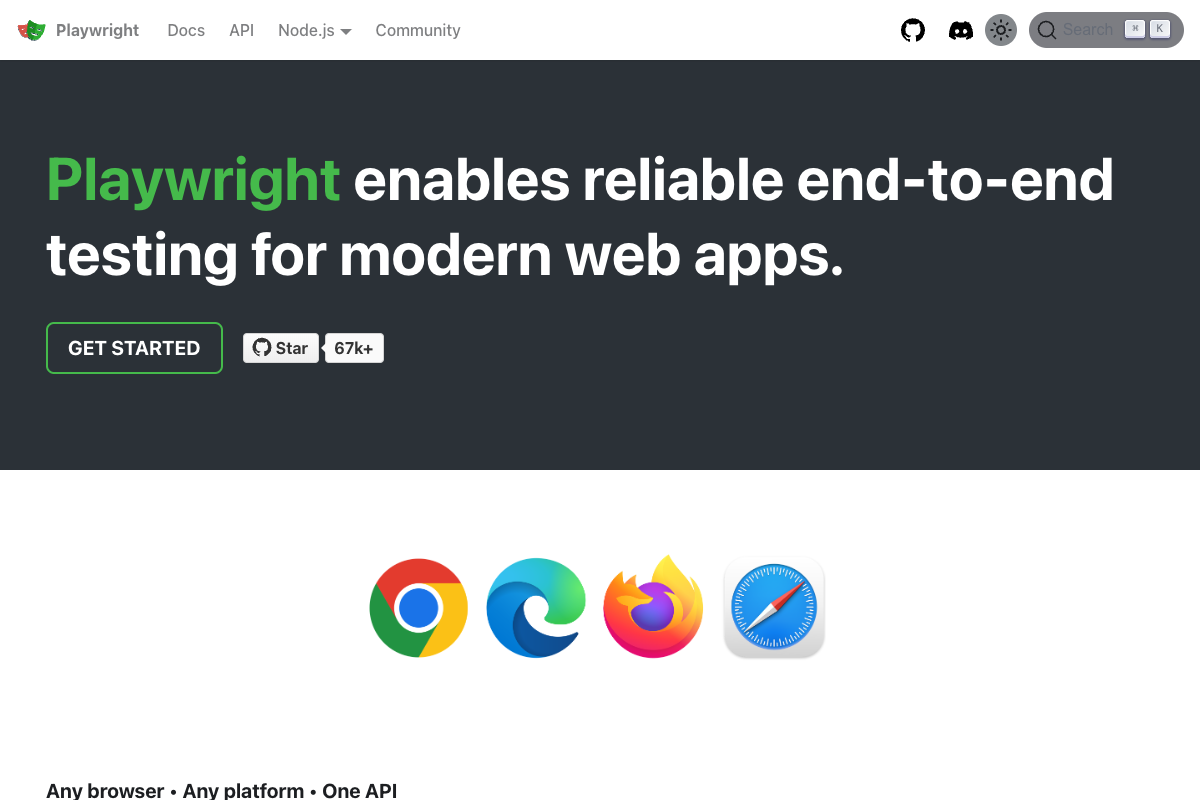 Playwright Docs API Node.js Community Search ⌘ K
Playwright enables reliable end-to-end
testing for modern web apps.
GET STARTED Star 67k+
Any browser • Any platform • One API